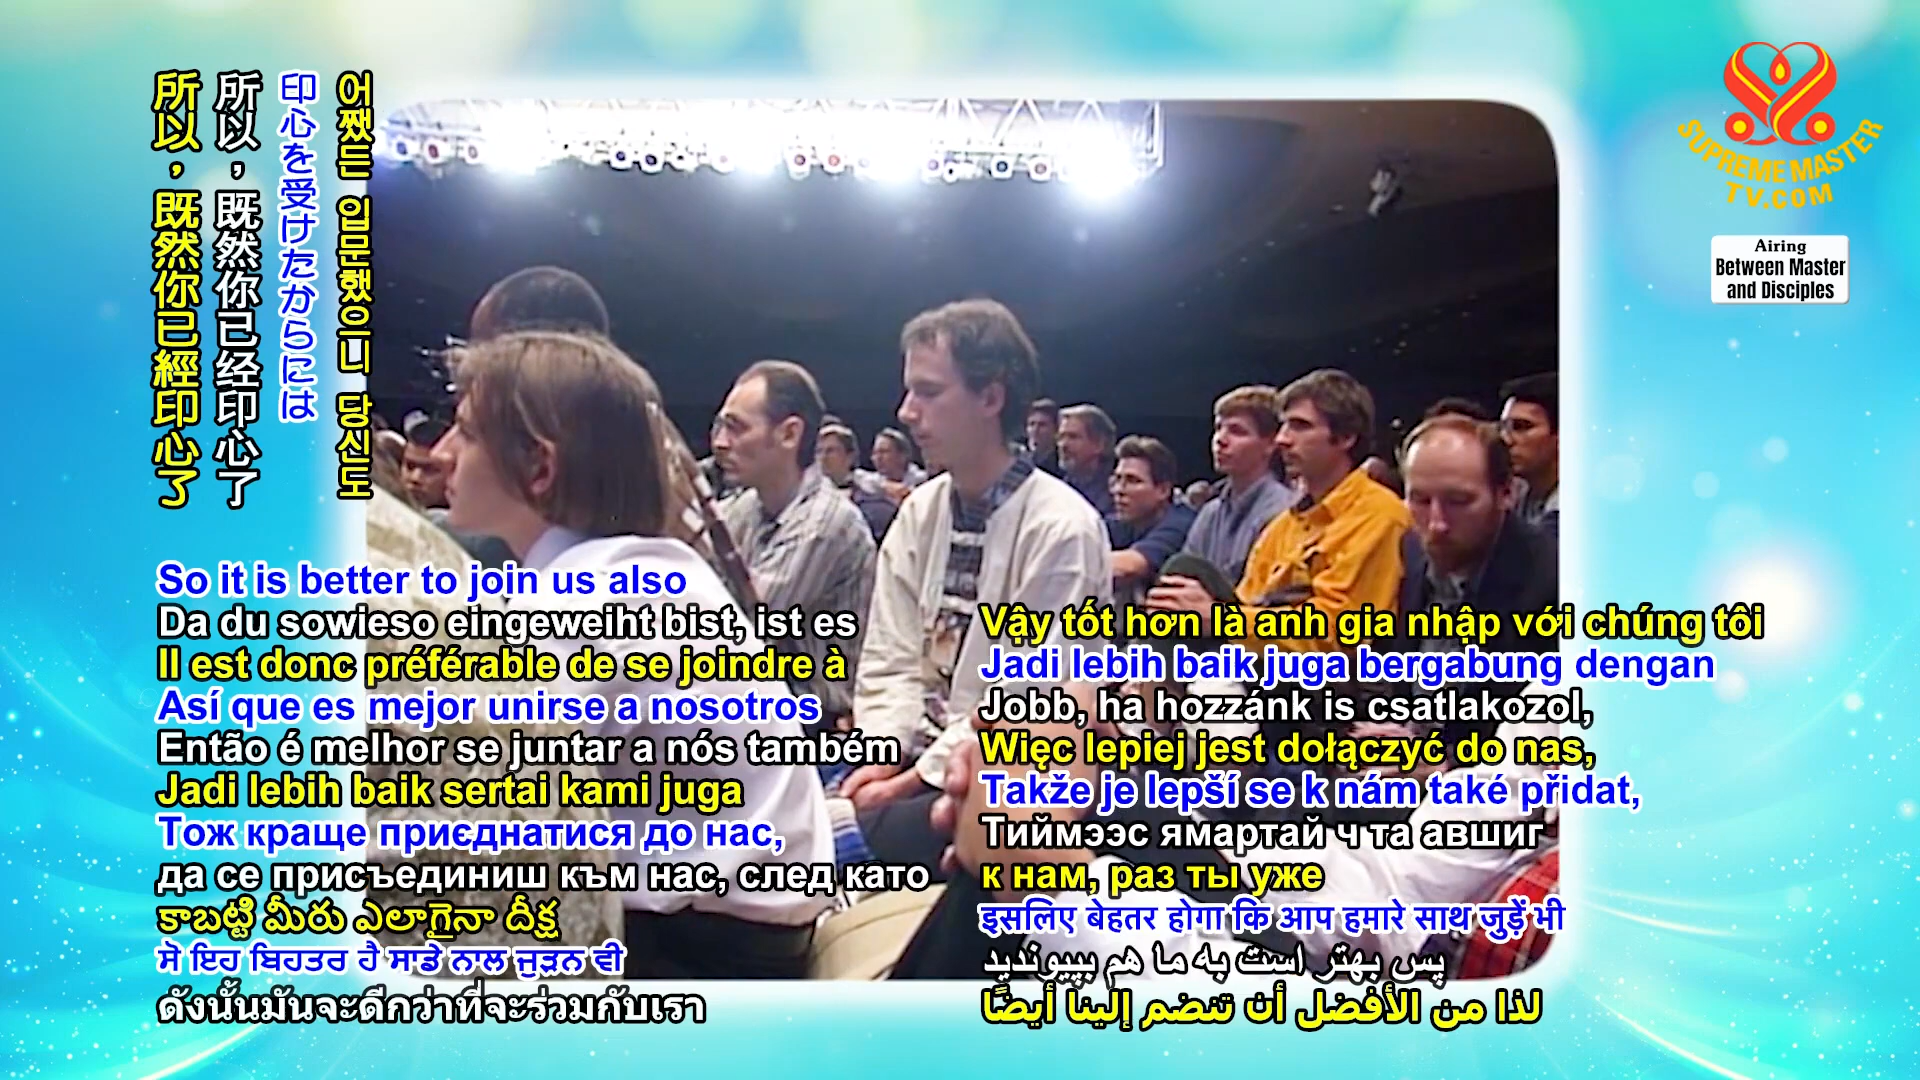 所以，既然你已經印心了
所以，既然你已经印心了
印心を受けたからには
어쨌든 입문했으니 당신도
So it is better to join us also
Da du sowieso eingeweiht bist, ist es
Il est donc préférable de se joindre à
Así que es mejor unirse a nosotros
Então é melhor se juntar a nós também
Jadi lebih baik sertai kami juga
Тож краще приєднатися до нас,
да се присъединиш към нас, след като
కాబట్టి మీరు ఎలాగైనా దీక్ష
ਸੋ ਇਹ ਬਿਹਤਰ ਹੈ ਸਾਡੇ ਨਾਲ ਜੁੜਨ ਵੀ
ดังนั้นมันจะดีกว่าที่จะร่วมกับเรา
Vậy tốt hơn là anh gia nhập với chúng tôi
Jadi lebih baik juga bergabung dengan
Jobb, ha hozzánk is csatlakozol,
Więc lepiej jest dołączyć do nas,
Takže je lepší se k nám také přidat,
Тиймээс ямартай ч та авшиг
к нам, раз ты уже
इसलिए बेहतर होगा कि आप हमारे साथ जुड़ें भी
پس بهتر است به ما هم بپیوندید
لذا من الأفضل أن تنضم إلينا أيضًا
SUPREME MASTER
TV.COM
Airing
Between Master
and Disciples